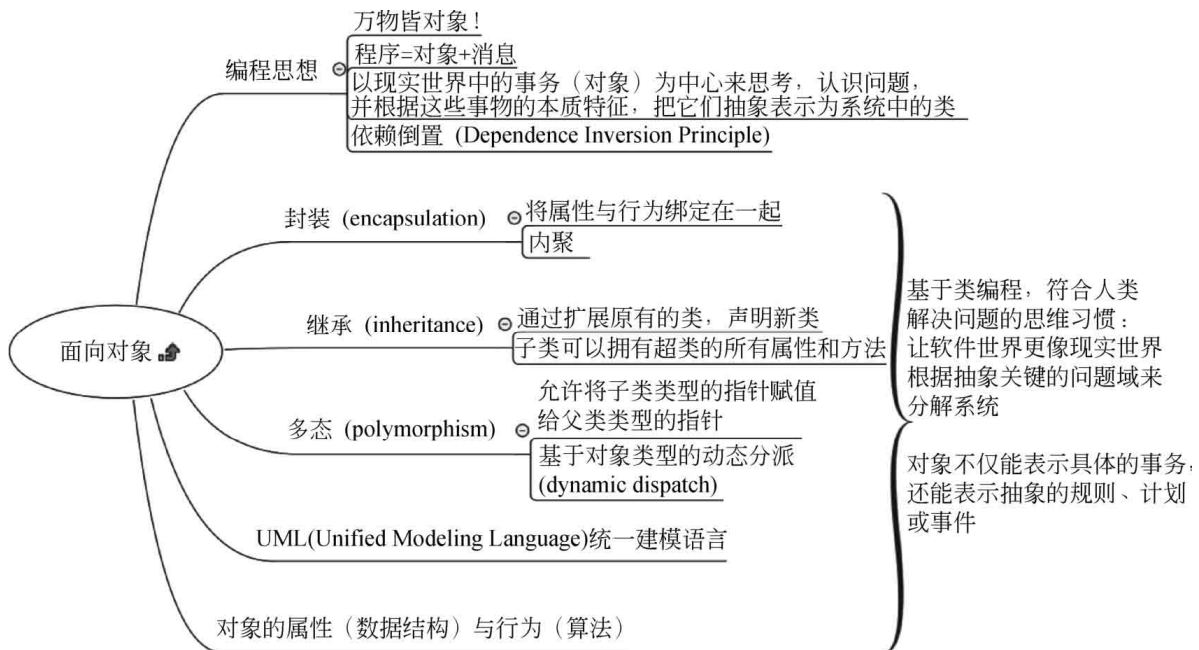 万物皆对象！
程序=对象+消息
编程思想
以现实世界中的事务（对象）为中心来思考，认识问题，
并根据这些事物的本质特征，把它们抽象表示为系统中的类
依赖倒置 (Dependence Inversion Principle)
封装 (encapsulation)
将属性与行为绑定在一起
内聚
继承 (inheritance)
通过扩展原有的类，声明新类
子类可以拥有超类的所有属性和方法
面向对象
多态 (polymorphism)
允许将子类类型的指针赋值
给父类类型的指针
基于对象类型的动态分派
(dynamic dispatch)
UML(Unified Modeling Language)统一建模语言
对象的属性（数据结构）与行为（算法）
基于类编程，符合人类
解决问题的思维习惯：
让软件世界更像现实世界
根据抽象关键的问题域来
分解系统
对象不仅能表示具体的事务，
还能表示抽象的规则、计划
或事件